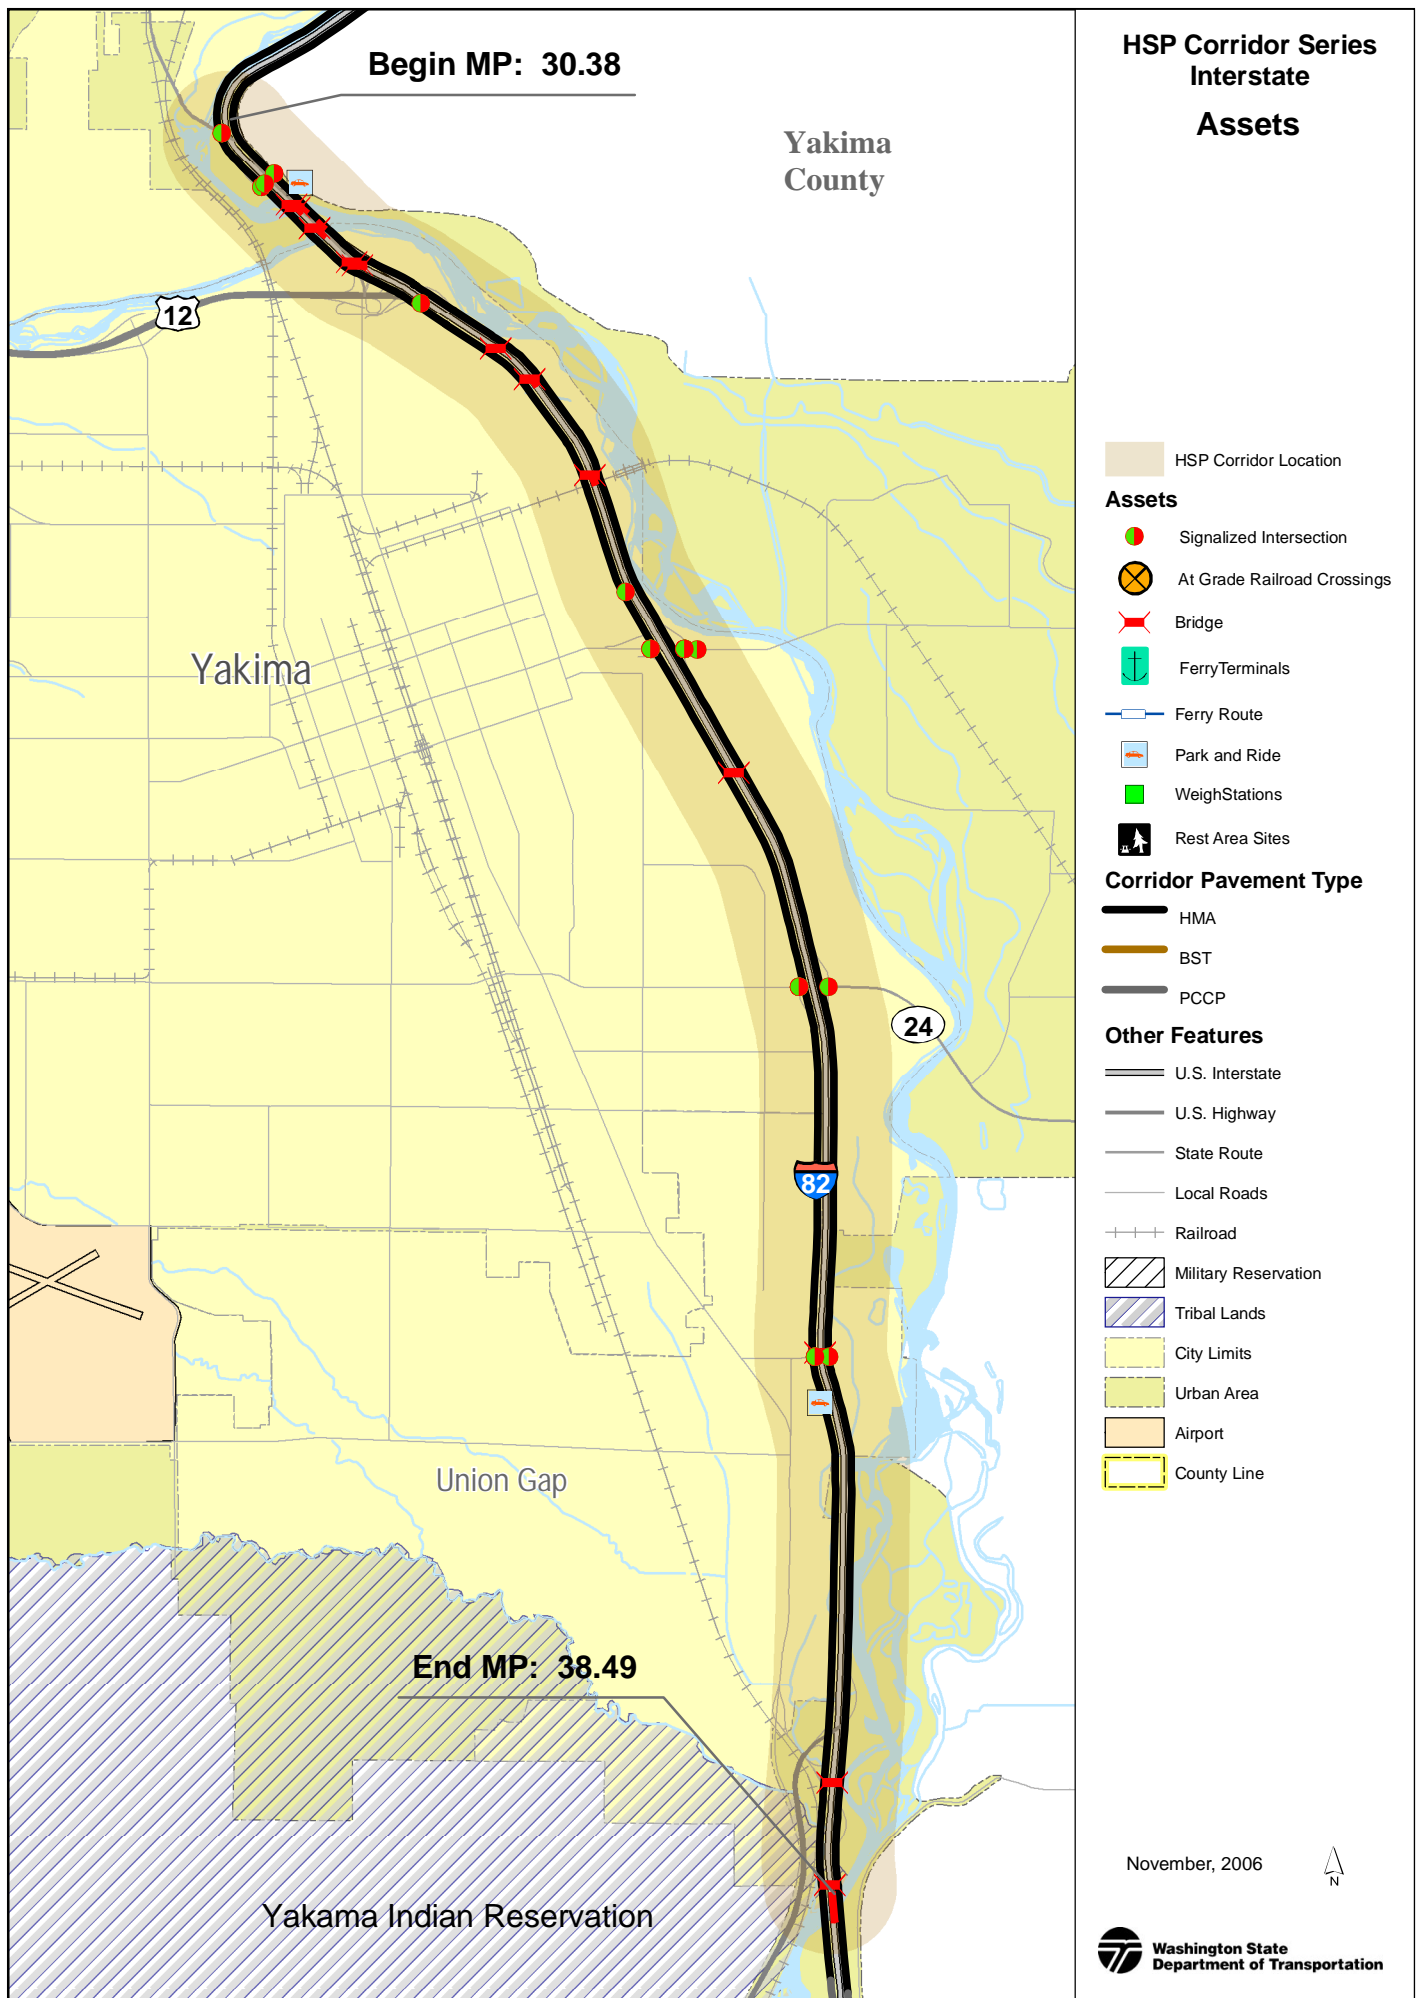 HSP Corridor Series
Interstate
Assets
Begin MP: 30.38
Yakima
County
12
Yakima
24
82
Union Gap
End MP: 38.49
Yakama Indian Reservation
HSP Corridor Location
Assets
Signalized Intersection
At Grade Railroad Crossings
Bridge
FerryTerminals
Ferry Route
Park and Ride
WeighStations
Rest Area Sites
Corridor Pavement Type
HMA
BST
PCCP
Other Features
U.S. Interstate
U.S. Highway
State Route
Local Roads
Railroad
Military Reservation
Tribal Lands
City Limits
Urban Area
Airport
County Line
November, 2006
N
Washington State
Department of Transportation